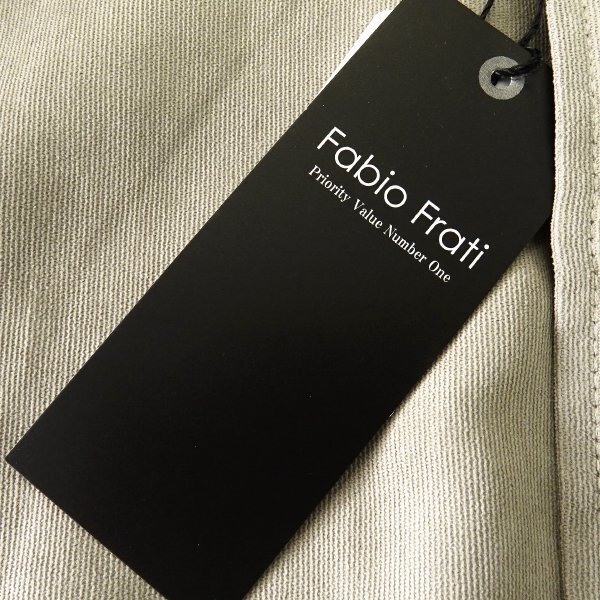 Fabio Frati
Priority Value Number One